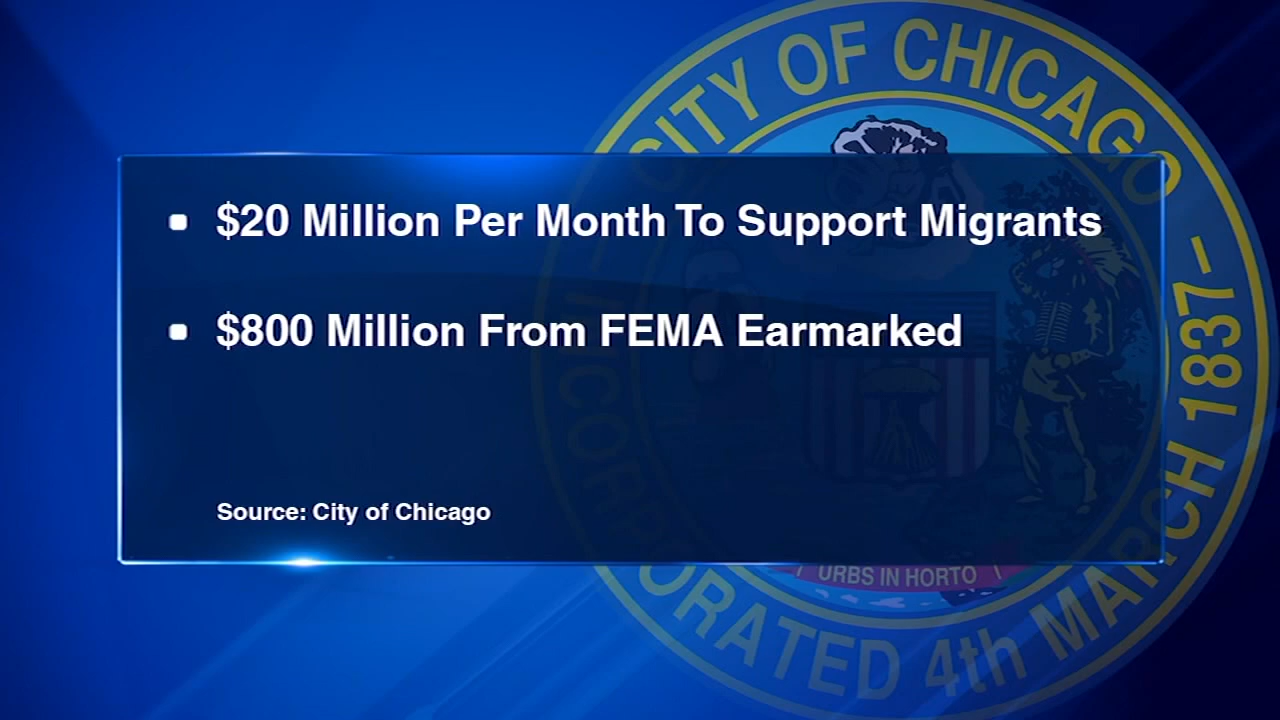 $20 Million Per Month To Support Migrants
$800 Million From FEMA Earmarked
Source: City of Chicago
CITY OF CHICAGO
INCORPORATED 4th MARCH 1837
URBS IN HORTO